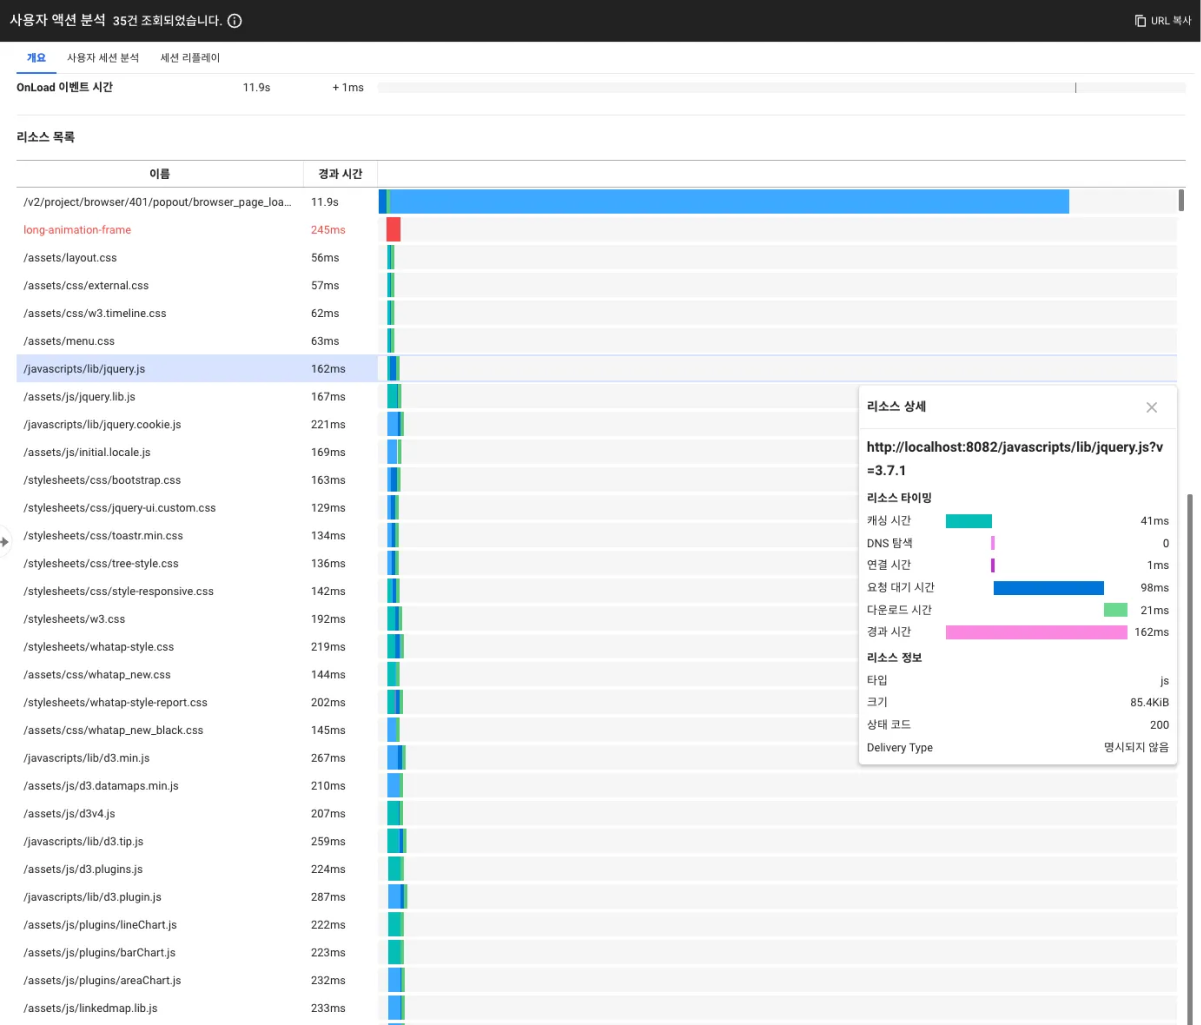 사용자 액션 분석 35건 조회되었습니다.
URL 복사
개요 사용자 세션 분석 세션 리플레이
OnLoad 이벤트 시간 11.9s + 1ms
리소스 목록
이름 경과 시간
/v2/project/browser/401/popout/browser_page_loa... 11.9s
long-animation-frame 245ms
/assets/layout.css 56ms
/assets/css/external.css 57ms
/assets/css/w3.timeline.css 62ms
/assets/menu.css 63ms
/javascripts/lib/jquery.js 162ms
/assets/js/jquery.lib.js 167ms
/javascripts/lib/jquery.cookie.js 221ms
/assets/js/initial.locale.js 169ms
/stylesheets/css/bootstrap.css 163ms
/stylesheets/css/jquery-ui.custom.css 129ms
/stylesheets/css/toastr.min.css 134ms
/stylesheets/css/tree-style.css 136ms
/stylesheets/css/style-responsive.css 142ms
/stylesheets/w3.css 192ms
/stylesheets/whatap-style.css 219ms
/assets/css/whatap_new.css 144ms
/stylesheets/whatap-style-report.css 202ms
/assets/css/whatap_new_black.css 145ms
/javascripts/lib/d3.min.js 267ms
/assets/js/d3.datamaps.min.js 210ms
/assets/js/d3v4.js 207ms
/javascripts/lib/d3.tip.js 259ms
/assets/js/d3.plugins.js 224ms
/javascripts/lib/d3.plugin.js 287ms
/assets/js/plugins/lineChart.js 222ms
/assets/js/plugins/barChart.js 223ms
/assets/js/plugins/areaChart.js 232ms
/assets/js/linkedmap.lib.js 233ms
리소스 상세
http://localhost:8082/javascripts/lib/jquery.js?v
=3.7.1
리소스 타이밍
캐싱 시간 41ms
DNS 탐색 0
연결 시간 1ms
요청 대기 시간 98ms
다운로드 시간 21ms
경과 시간 162ms
리소스 정보
타입 js
크기 85.4KiB
상태 코드 200
Delivery Type 명시되지 않음